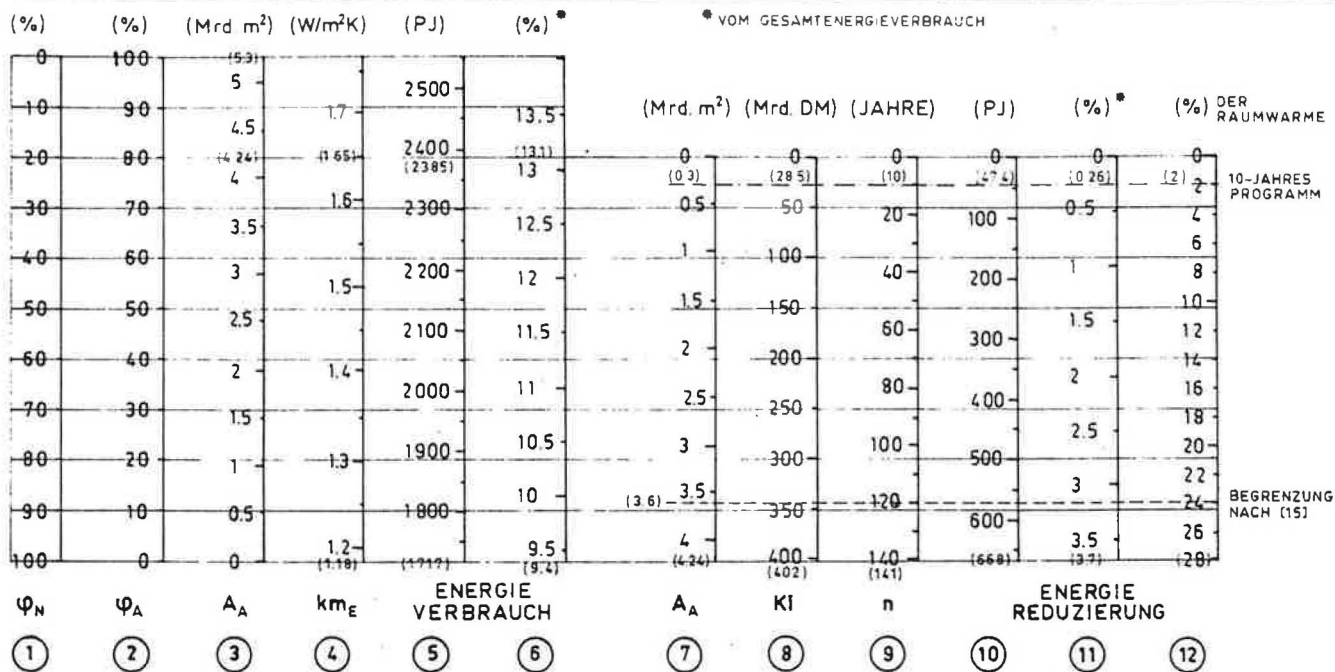 (%) (%) (Mrd m²) (W/m²K) (PJ) (%)* * VOM GESAMTENERGIEVERBRAUCH
0 100 (5.3)
5 2500
10 90 1.7 13.5 (Mrd. m²) (Mrd. DM) (JAHRE) (PJ) (%)* (%) DER RAUMWÄRME
4.5
20 80 (4.24) (1.65) 2400 (13.1) 0 0 0 0 0 0
4 (2385) 13 (0.3) (28.5) (10) (47.4) (0.26) (2) 2 10-JAHRES PROGRAMM
30 70 1.6 2300 0.5 50 20 100 0.5 4
3.5 12.5 6
40 60 3 2200 12 1 100 40 200 1 8
50 50 1.5 1.5 150 10
2.5 2100 11.5 60 300 1.5 12
60 40 2 1.4 2000 11 2 200 80 2 14
16
70 30 1.5 2.5 250 400 18
80 20 1 1.3 1900 10.5 3 300 100 500 2.5 20
22
90 10 0.5 1800 10 (3.6) 3.5 350 120 600 3 24 BEGRENZUNG NACH [15]
26
100 0 0 1.2 (1.18) (1717) 9.5 (9.4) 4 (4.24) 400 (402) 140 (141) (668) 3.5 (3.7) (28)
φN φA AA kmE ENERGIE VERBRAUCH AA KI n ENERGIE REDUZIERUNG
1 2 3 4 5 6 7 8 9 10 11 12